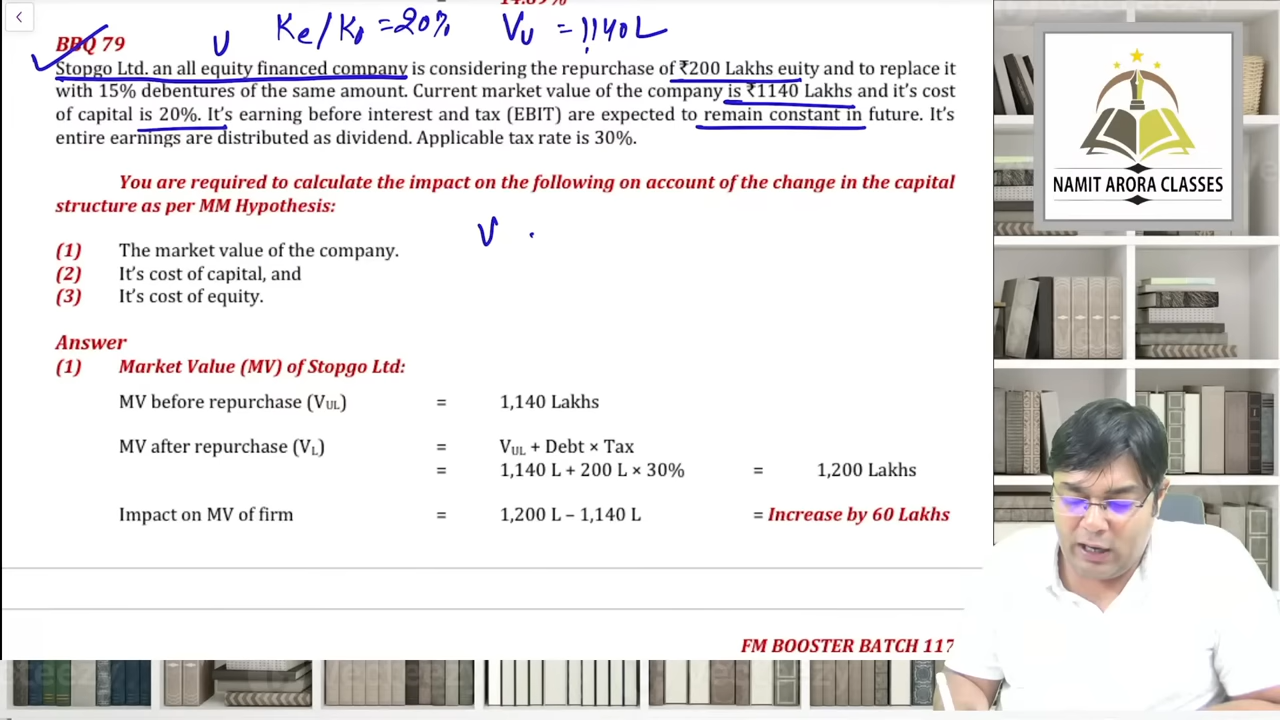 Ke/Ko =20% Vu = 1140L
U
BBQ 79
Stopgo Ltd. an all equity financed company is considering the repurchase of ₹200 Lakhs euity and to replace it
with 15% debentures of the same amount. Current market value of the company is ₹1140 Lakhs and it's cost
of capital is 20%. It's earning before interest and tax (EBIT) are expected to remain constant in future. It's
entire earnings are distributed as dividend. Applicable tax rate is 30%.
You are required to calculate the impact on the following on account of the change in the capital
structure as per MM Hypothesis:
V
(1) The market value of the company.
(2) It's cost of capital, and
(3) It's cost of equity.
Answer
(1) Market Value (MV) of Stopgo Ltd:
MV before repurchase (VUL) = 1,140 Lakhs
MV after repurchase (VL) = VUL + Debt × Tax
= 1,140 L + 200 L × 30% = 1,200 Lakhs
Impact on MV of firm = 1,200 L – 1,140 L = Increase by 60 Lakhs
FM BOOSTER BATCH 117
NAMIT ARORA CLASSES